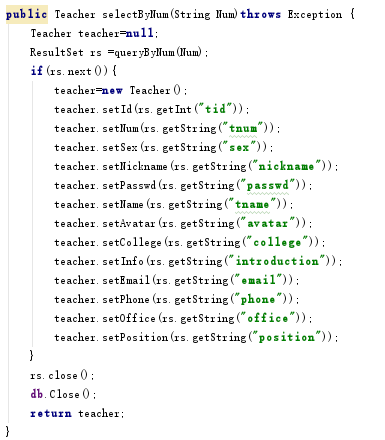 public Teacher selectByNum(String Num)throws Exception {
    Teacher teacher=null;
    ResultSet rs =queryByNum(Num);
    if(rs.next()){
        teacher=new Teacher();
        teacher.setId(rs.getInt("tid"));
        teacher.setNum(rs.getString("tnum"));
        teacher.setSex(rs.getString("sex"));
        teacher.setNickname(rs.getString("nickname"));
        teacher.setPasswd(rs.getString("passwd"));
        teacher.setName(rs.getString("tname"));
        teacher.setAvatar(rs.getString("avatar"));
        teacher.setCollege(rs.getString("college"));
        teacher.setInfo(rs.getString("introduction"));
        teacher.setEmail(rs.getString("email"));
        teacher.setPhone(rs.getString("phone"));
        teacher.setOffice(rs.getString("office"));
        teacher.setPosition(rs.getString("position"));
    }
    rs.close();
    db.Close();
    return teacher;
}